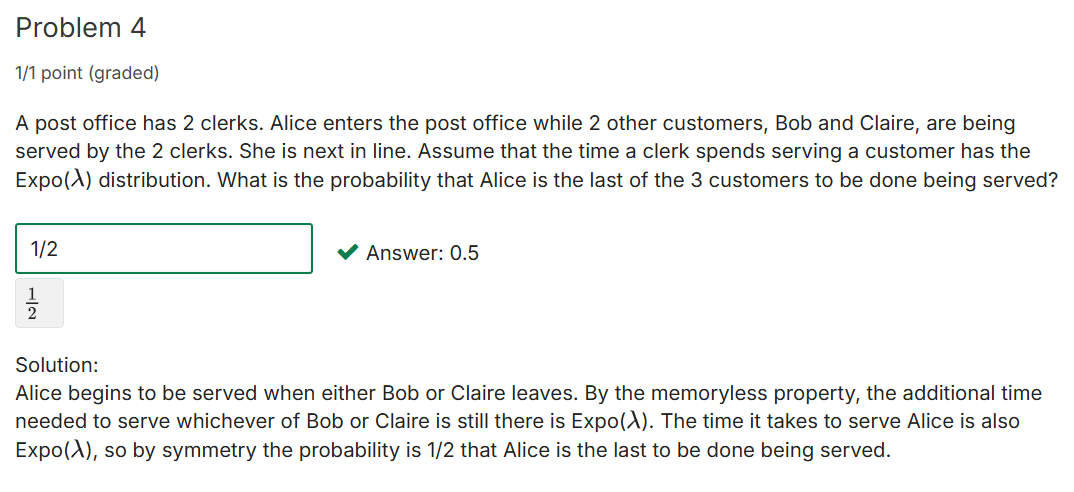 Problem 4
1/1 point (graded)
A post office has 2 clerks. Alice enters the post office while 2 other customers, Bob and Claire, are being
served by the 2 clerks. She is next in line. Assume that the time a clerk spends serving a customer has the
Expo(λ) distribution. What is the probability that Alice is the last of the 3 customers to be done being served?
1/2 ✔ Answer: 0.5
1/2
Solution:
Alice begins to be served when either Bob or Claire leaves. By the memoryless property, the additional time
needed to serve whichever of Bob or Claire is still there is Expo(λ). The time it takes to serve Alice is also
Expo(λ), so by symmetry the probability is 1/2 that Alice is the last to be done being served.